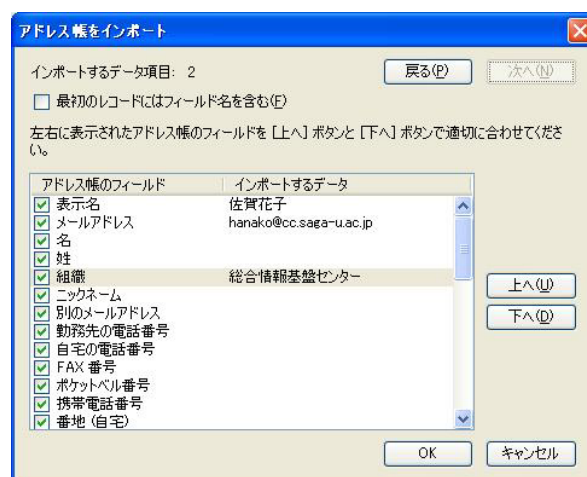 アドレス帳をインポート
インポートするデータ項目: 2
戻る(P)
次へ(N)
最初のレコードにはフィールド名を含む(F)
左右に表示されたアドレス帳のフィールドを [上へ] ボタンと [下へ] ボタンで適切に合わせてくださ
い。
アドレス帳のフィールド インポートするデータ
表示名 佐賀花子
メールアドレス hanako@cc.saga-u.ac.jp
名
姓
組織 総合情報基盤センター
ニックネーム
別のメールアドレス
勤務先の電話番号
自宅の電話番号
FAX 番号
ポケットベル番号
携帯電話番号
番地 (自宅)
上へ(U)
下へ(D)
OK
キャンセル